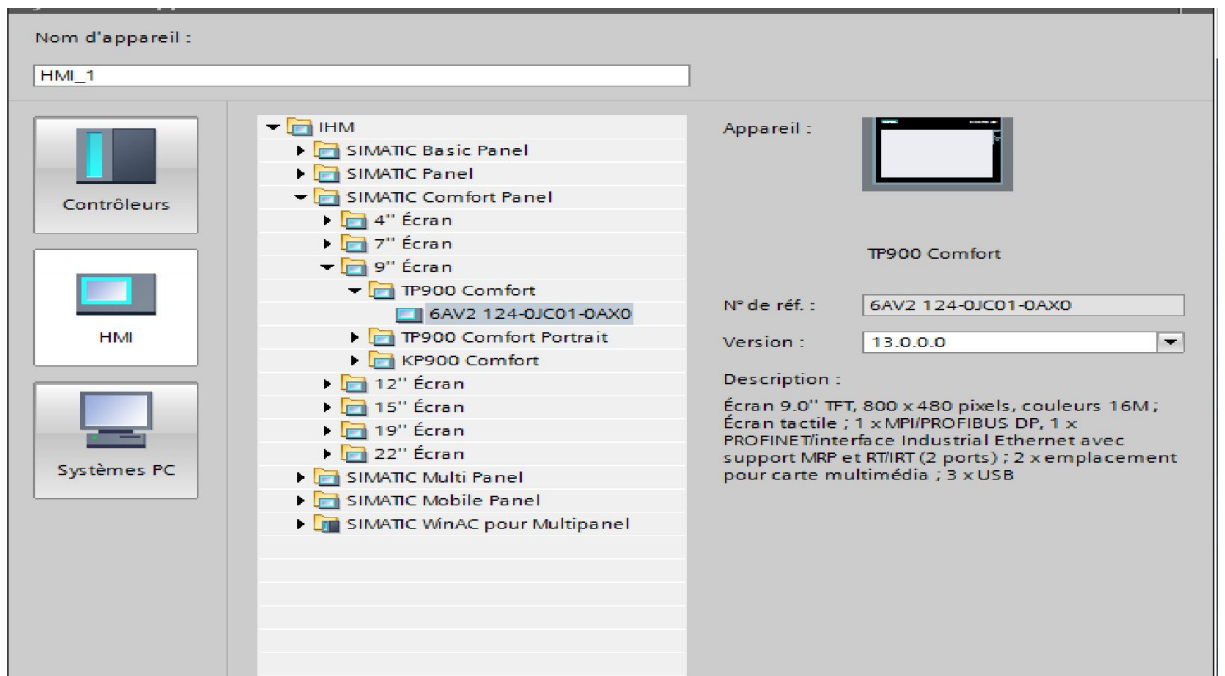 Nom d'appareil :
HMI_1
Contrôleurs
HMI
Systèmes PC
IHM
SIMATIC Basic Panel
SIMATIC Panel
SIMATIC Comfort Panel
4'' Écran
7'' Écran
9'' Écran
TP900 Comfort
6AV2 124-0JC01-0AX0
TP900 Comfort Portrait
KP900 Comfort
12'' Écran
15'' Écran
19'' Écran
22'' Écran
SIMATIC Multi Panel
SIMATIC Mobile Panel
SIMATIC WinAC pour Multipanel
Appareil :
TP900 Comfort
N° de réf. : 6AV2 124-0JC01-0AX0
Version : 13.0.0.0
Description :
Écran 9.0'' TFT, 800 x 480 pixels, couleurs 16M ;
Écran tactile ; 1 x MPI/PROFIBUS DP, 1 x
PROFINET/interface Industrial Ethernet avec
support MRP et RT/IRT (2 ports) ; 2 x emplacement
pour carte multimédia ; 3 x USB